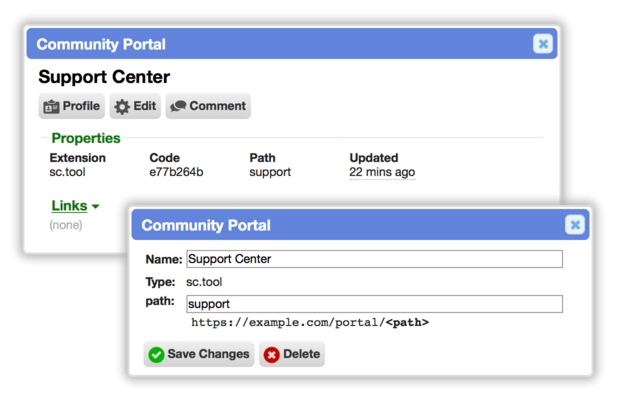 Community Portal
Support Center
Profile Edit Comment
Properties
Extension Code Path Updated
sc.tool e77b264b support 22 mins ago
Links
(none)
Community Portal
Name: Support Center
Type: sc.tool
path: support
https://example.com/portal/<path>
Save Changes Delete